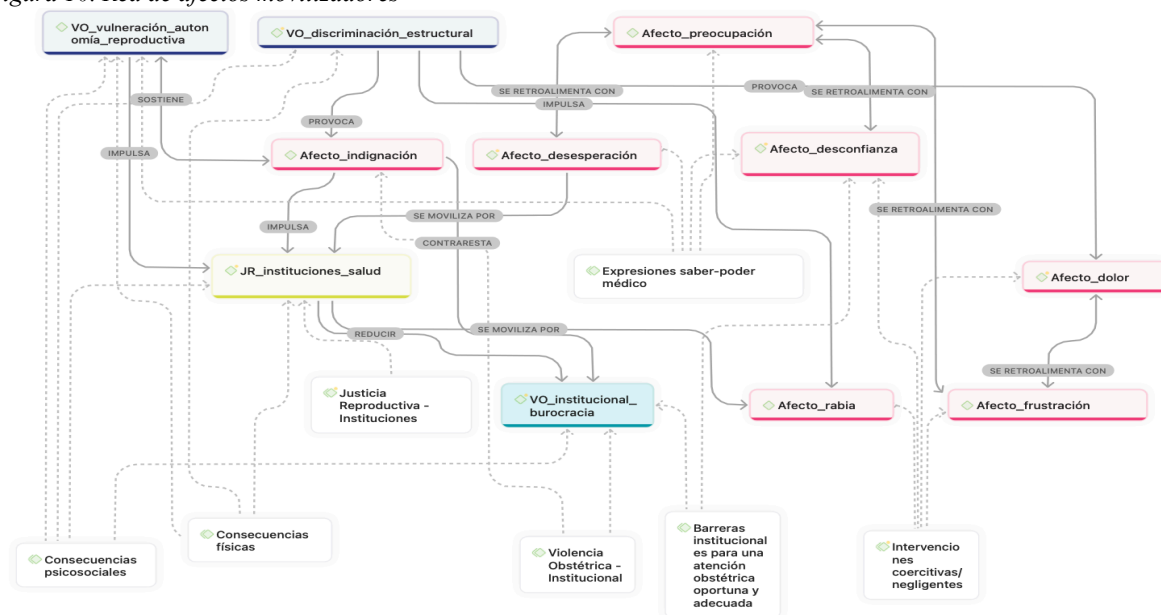 Figura 10. Red de afectos movilizadores
VO_vulneración_auton
omía_reproductiva
VO_discriminación_estructural
Afecto_preocupación
SOSTIENE
SE RETROALIMENTA CON
PROVOCA
SE RETROALIMENTA CON
IMPULSA
PROVOCA
IMPULSA
Afecto_indignación
Afecto_desesperación
Afecto_desconfianza
SE RETROALIMENTA CON
SE MOVILIZA POR
IMPULSA
CONTRARESTA
JR_instituciones_salud
Expresiones saber-poder
médico
Afecto_dolor
REDUCIR
SE MOVILIZA POR
SE RETROALIMENTA CON
Justicia
Reproductiva -
Instituciones
VO_institucional_
burocracia
Afecto_rabia
Afecto_frustración
Consecuencias
psicosociales
Consecuencias
físicas
Violencia
Obstétrica -
Institucional
Barreras
institucional
es para una
atención
obstétrica
oportuna y
adecuada
Intervencio
nes
coercitivas/
negligentes